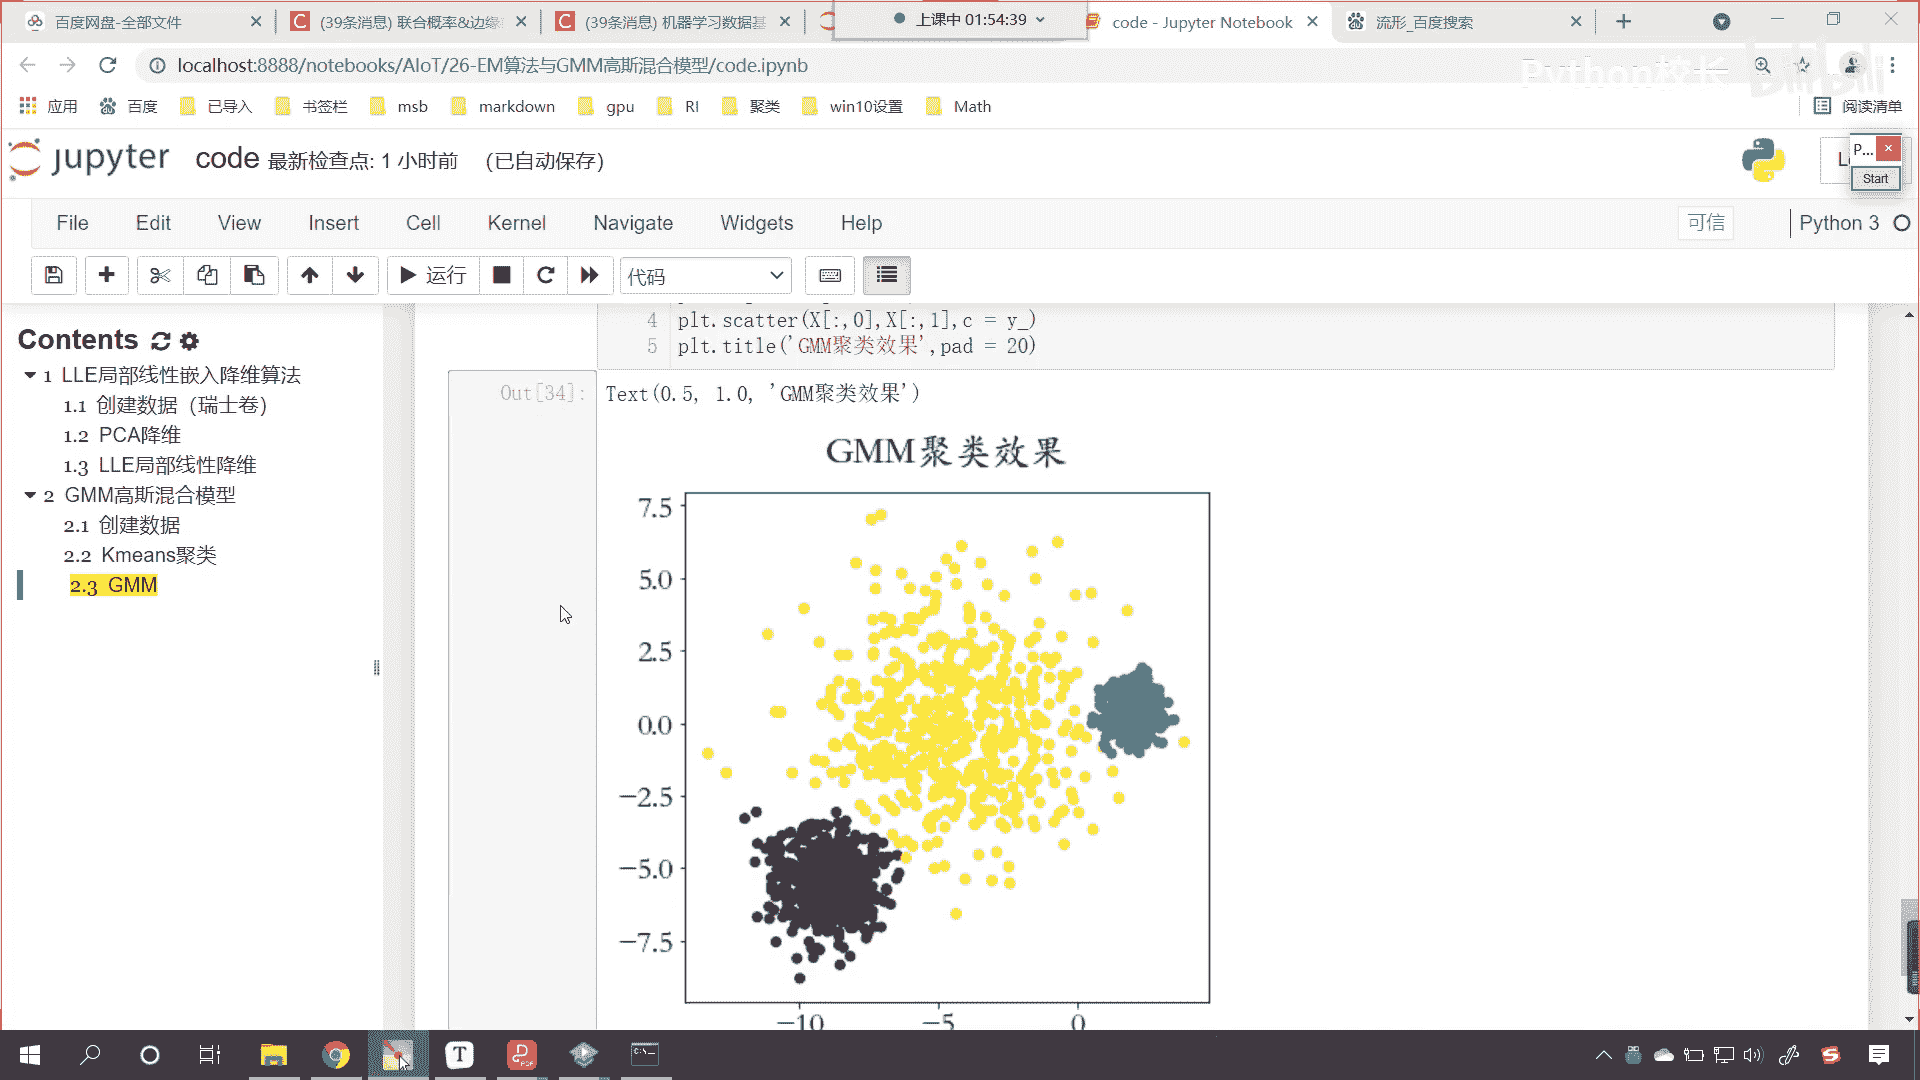 百度网盘-全部文件
(39条消息) 联合概率&边缘
(39条消息) 机器学习数据基
上课中 01:54:39
code - Jupyter Notebook
流形_百度搜索
localhost:8888/notebooks/AIoT/26-EM算法与GMM高斯混合模型/code.ipynb
Python校长
bilibili
应用
百度
已导入
书签栏
msb
markdown
gpu
RI
聚类
win10设置
Math
阅读清单
jupyter
code 最新检查点: 1 小时前 (已自动保存)
P...
Start
File Edit View Insert Cell Kernel Navigate Widgets Help
可信
Python 3
运行
代码
Contents
1 LLE局部线性嵌入降维算法
1.1 创建数据（瑞士卷）
1.2 PCA降维
1.3 LLE局部线性降维
2 GMM高斯混合模型
2.1 创建数据
2.2 Kmeans聚类
2.3 GMM
4 plt.scatter(X[:,0],X[:,1],c = y_)
5 plt.title('GMM聚类效果',pad = 20)
Out[34]: Text(0.5, 1.0, 'GMM聚类效果')
GMM聚类效果
7.5
5.0
2.5
0.0
−2.5
−5.0
−7.5
−10
−5
0